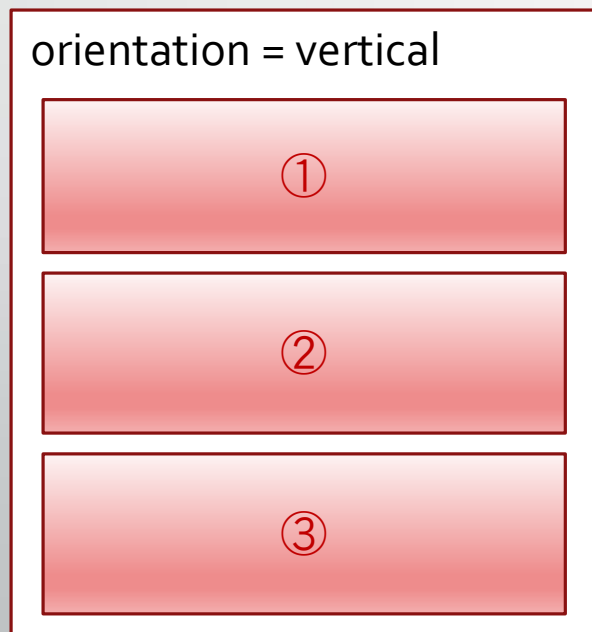 orientation = vertical
①
②
③